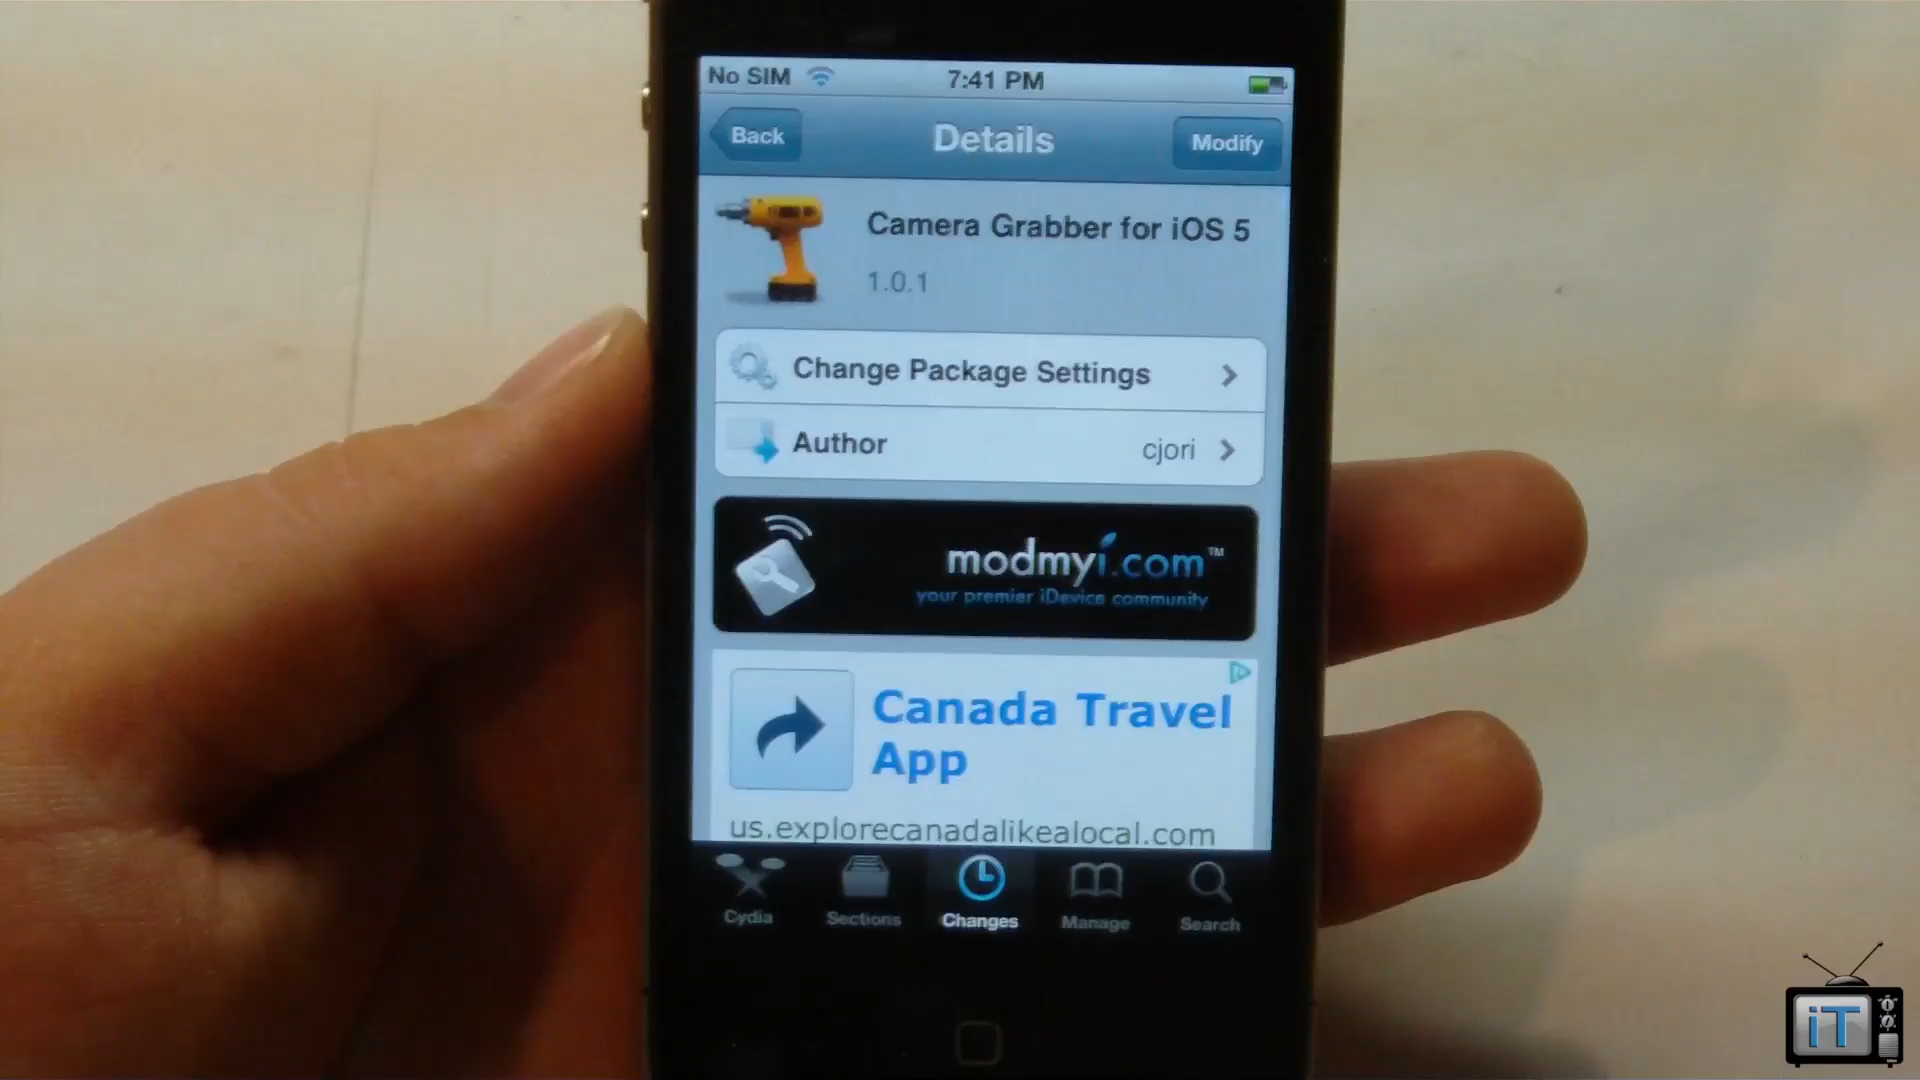 No SIM
7:41 PM
Back
Details
Modify
Camera Grabber for iOS 5
1.0.1
Change Package Settings
Author
cjori
modmyi.com™
your premier iDevice community
Canada Travel
App
us.explorecanadalikealocal.com
Cydia
Sections
Changes
Manage
Search
iT